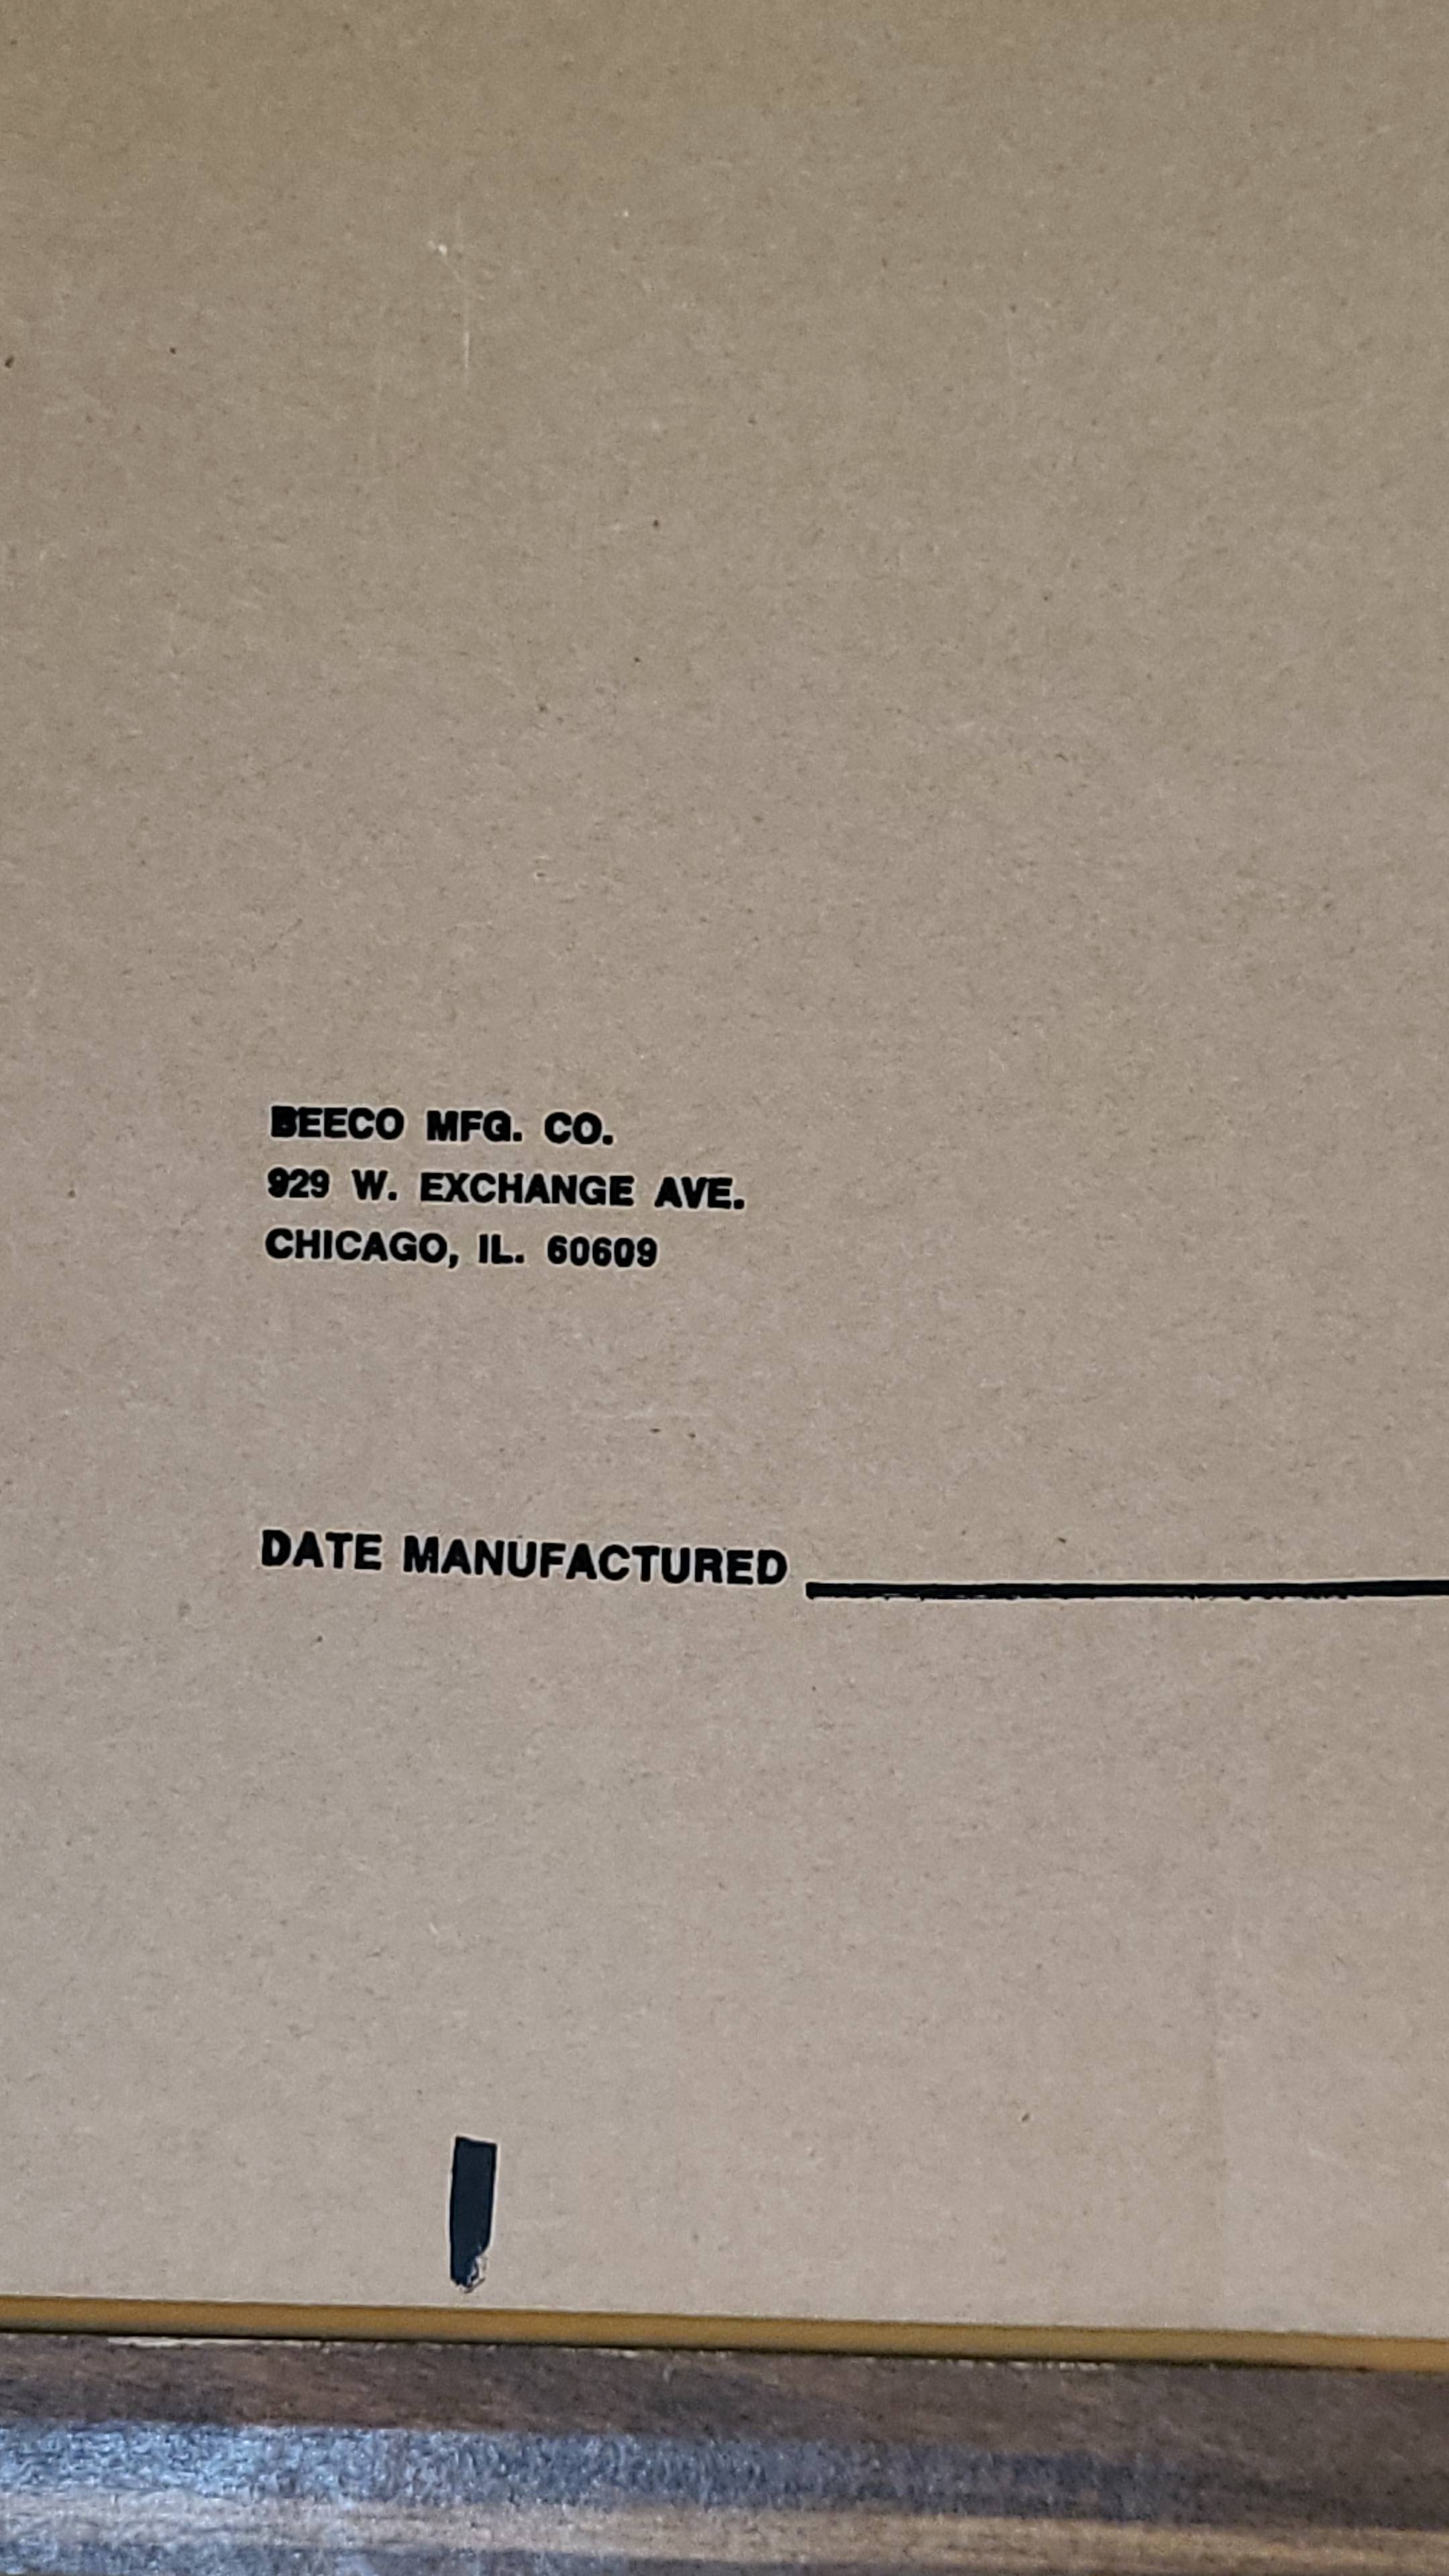 BEECO MFG. CO.
929 W. EXCHANGE AVE.
CHICAGO, IL. 60609
DATE MANUFACTURED